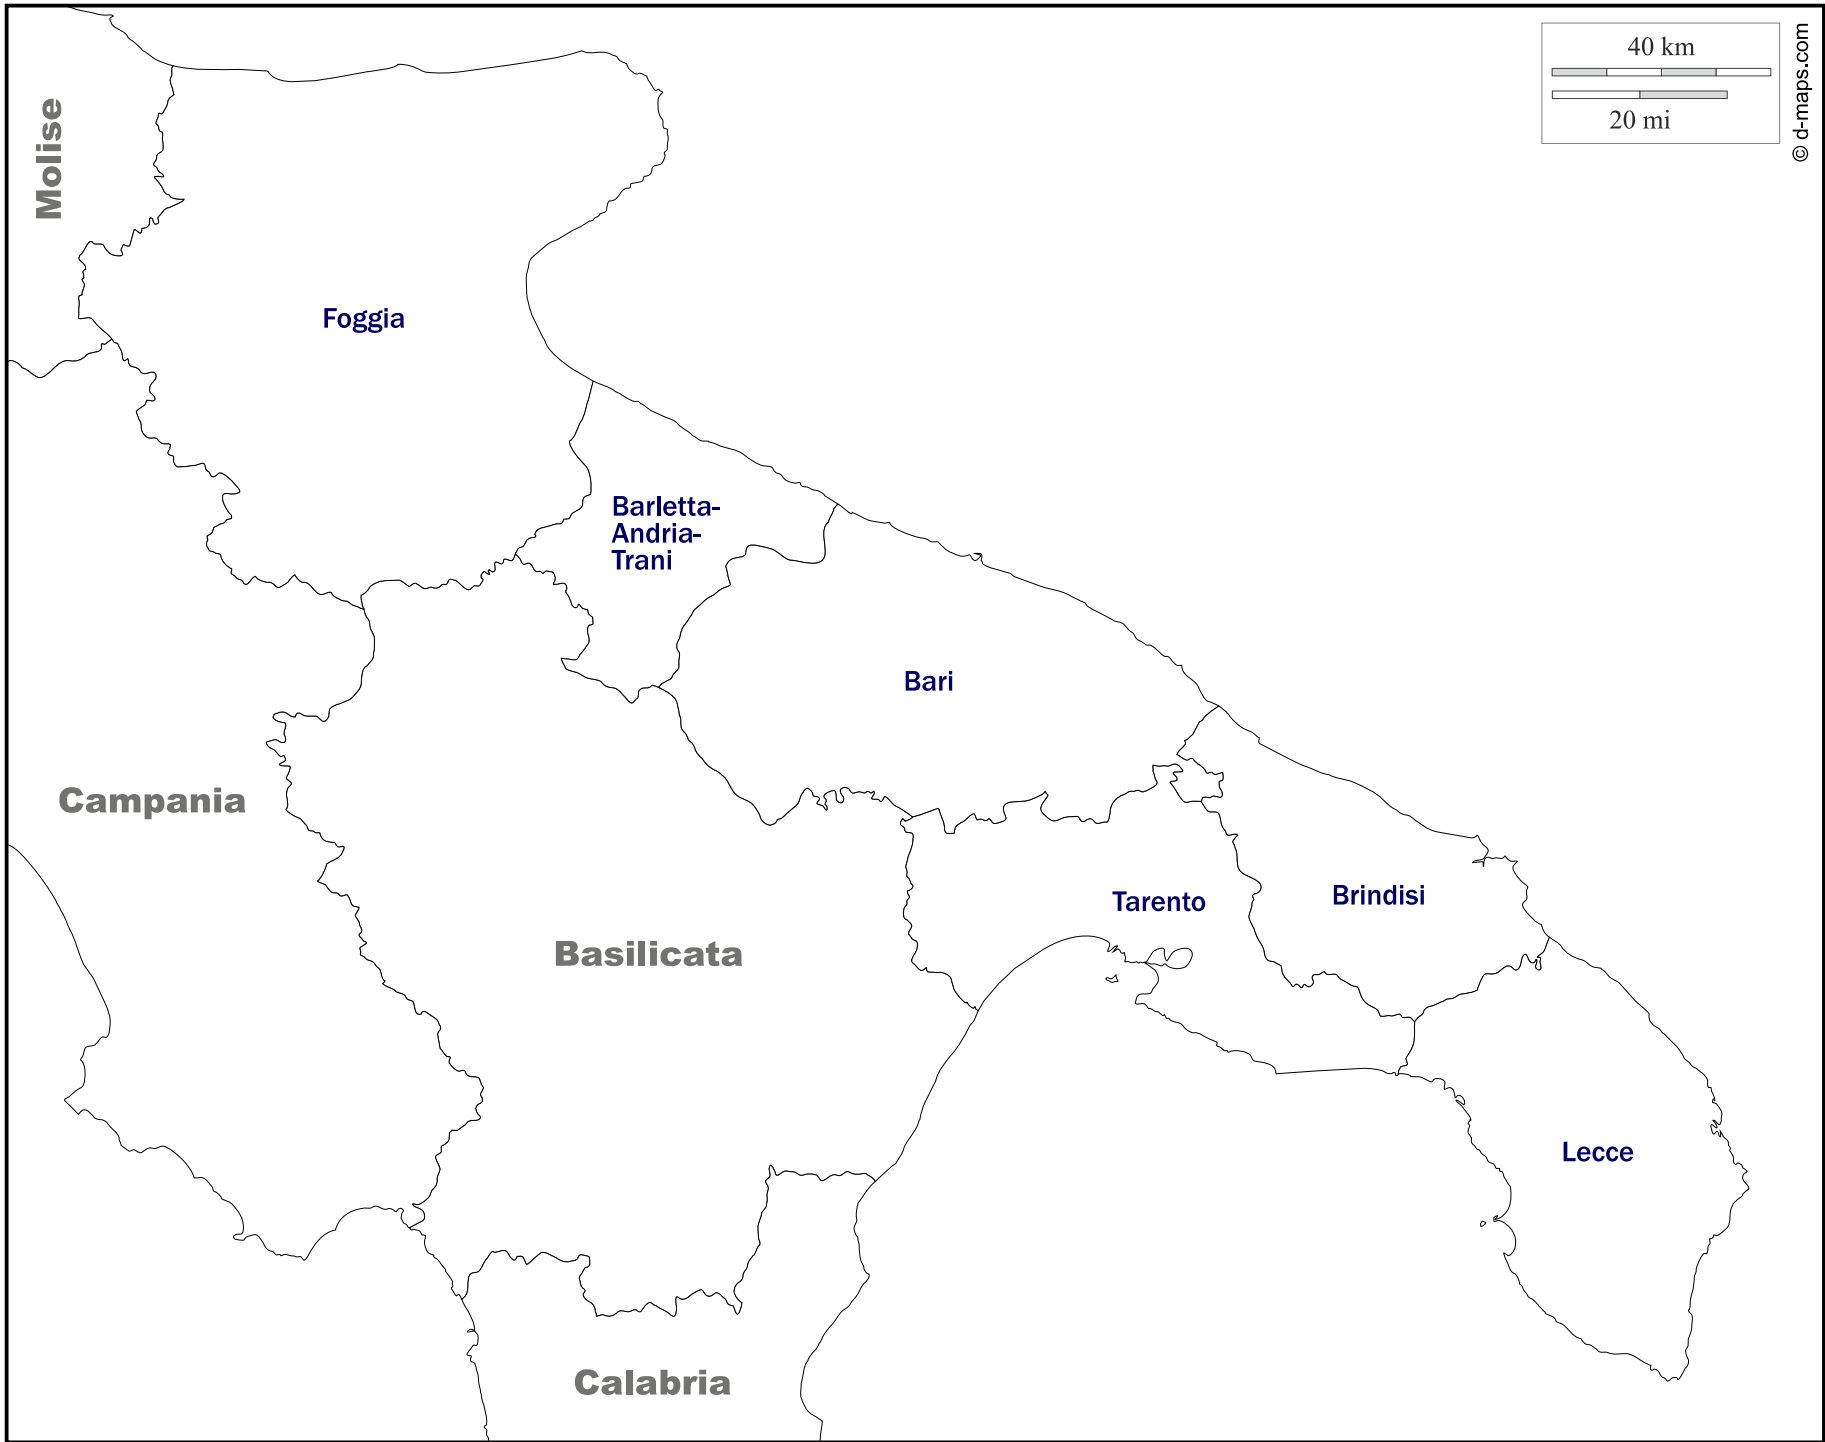 40 km
20 mi
© d-maps.com
Molise
Foggia
Barletta-
Andria-
Trani
Bari
Campania
Brindisi
Tarento
Basilicata
Lecce
Calabria